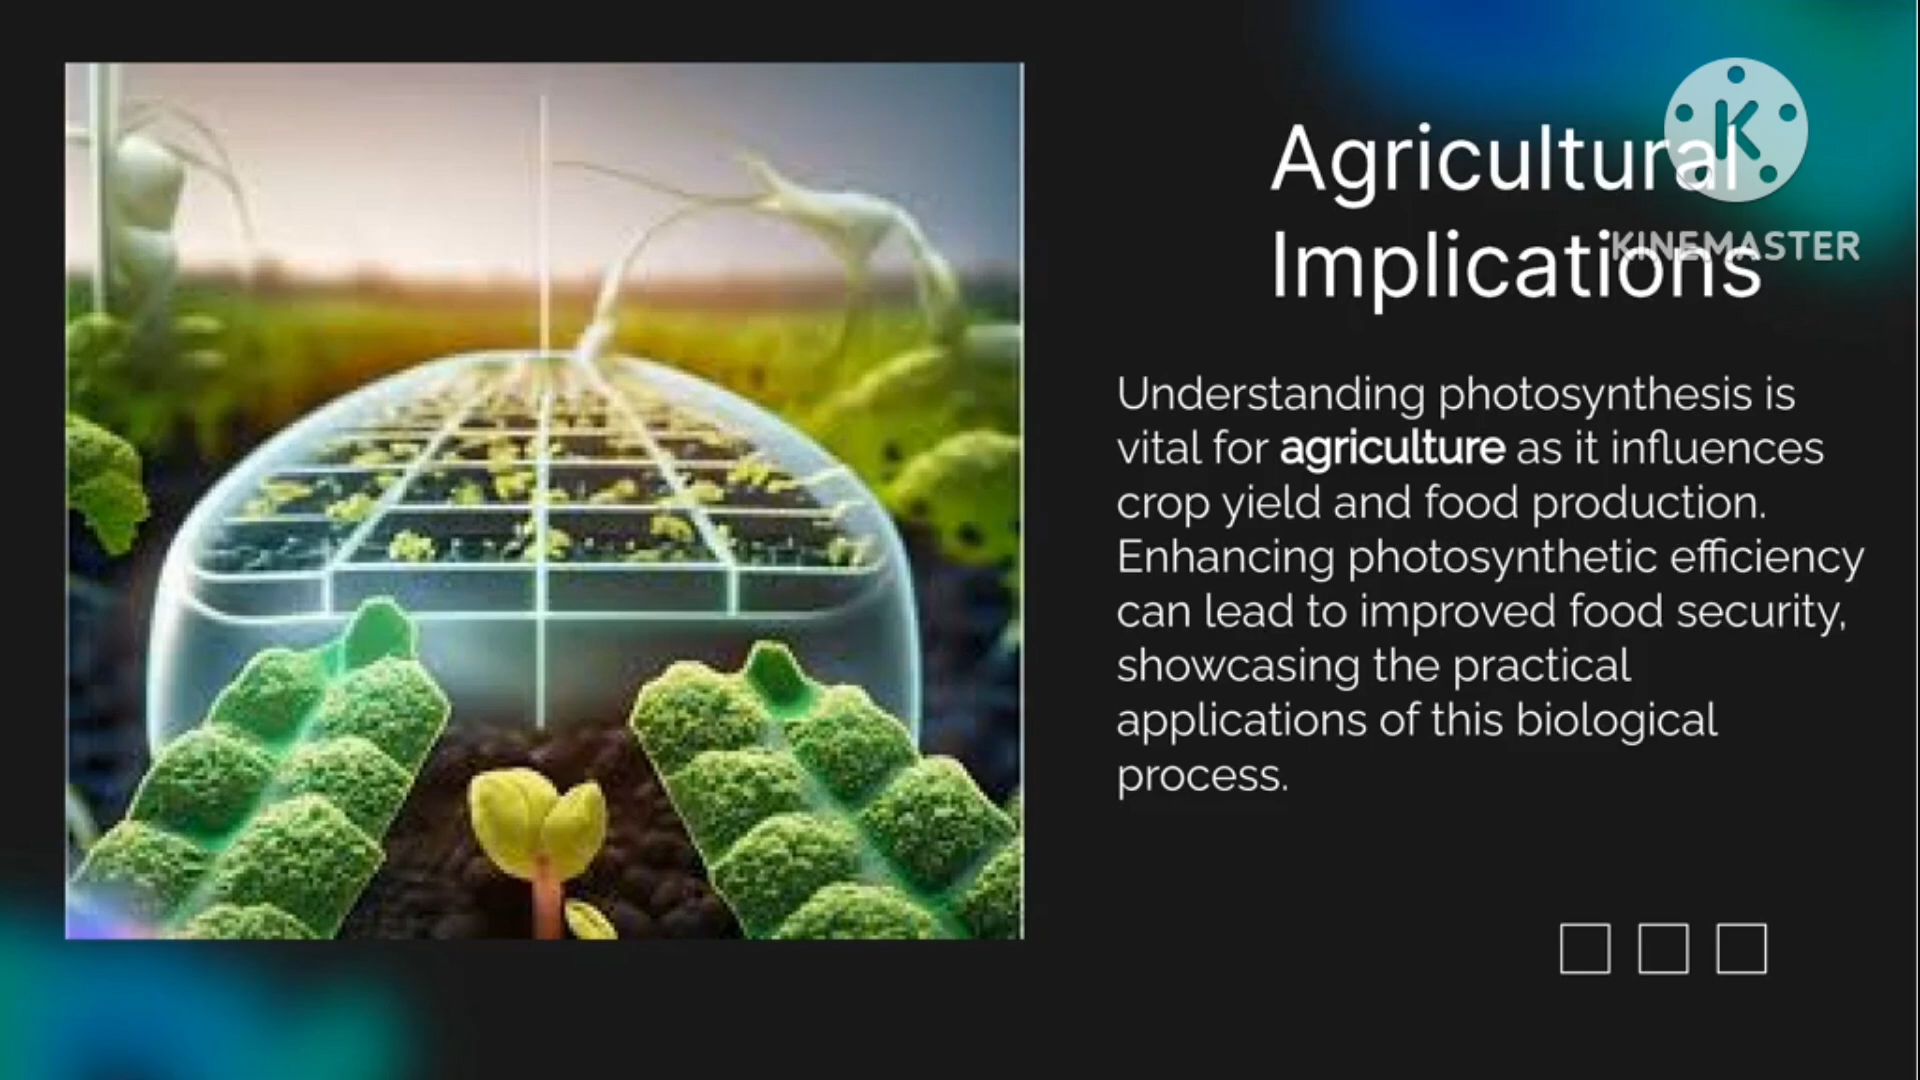 Agricultural
Implications
K
KINEMASTER
Understanding photosynthesis is
vital for agriculture as it influences
crop yield and food production.
Enhancing photosynthetic efficiency
can lead to improved food security,
showcasing the practical
applications of this biological
process.